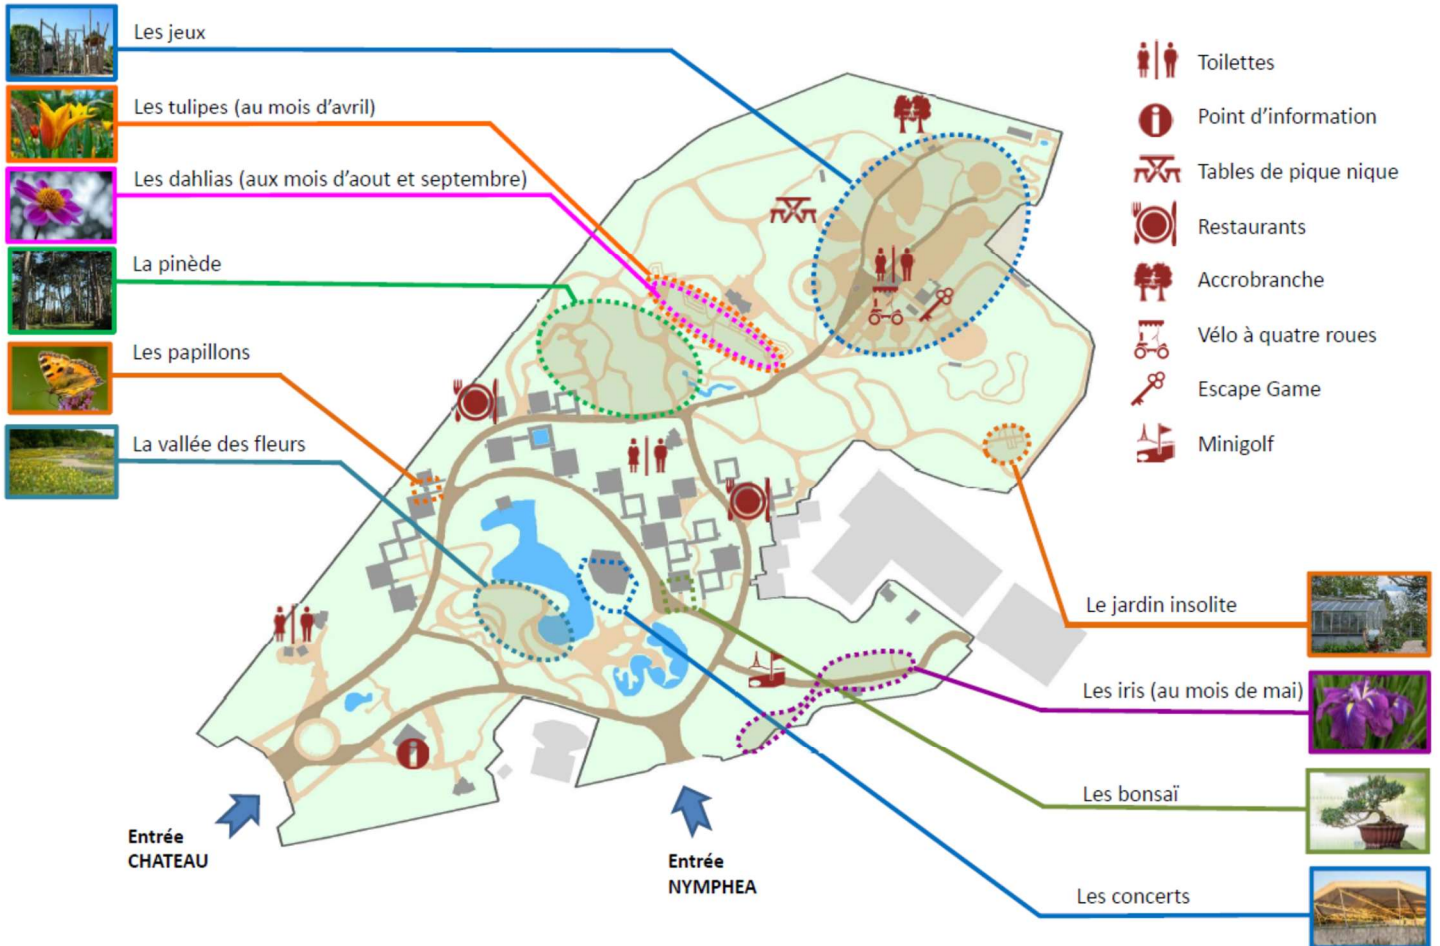 Les jeux
Les tulipes (au mois d'avril)
Les dahlias (aux mois d'aout et septembre)
La pinède
Les papillons
La vallée des fleurs
Toilettes
Point d'information
Tables de pique nique
Restaurants
Accrobranche
Vélo à quatre roues
Escape Game
Minigolf
Le jardin insolite
Les iris (au mois de mai)
Les bonsaï
Les concerts
Entrée
CHATEAU
Entrée
NYMPHEA